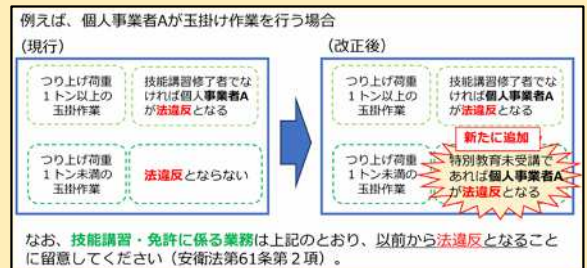 例えば、個人事業者Aが玉掛け作業を行う場合
（現行）
つり上げ荷重
１トン以上の
玉掛作業
技能講習修了者でな
ければ個人事業者A
が法違反となる
つり上げ荷重
１トン未満の
玉掛作業
法違反とならない
（改正後）
つり上げ荷重
１トン以上の
玉掛作業
技能講習修了者でな
ければ個人事業者A
が法違反となる
新たに追加
つり上げ荷重
１トン未満の
玉掛作業
特別教育未受講で
あれば個人事業者A
が法違反となる
なお、技能講習・免許に係る業務は上記のとおり、以前から法違反となること
に留意してください（安衛法第61条第２項）。